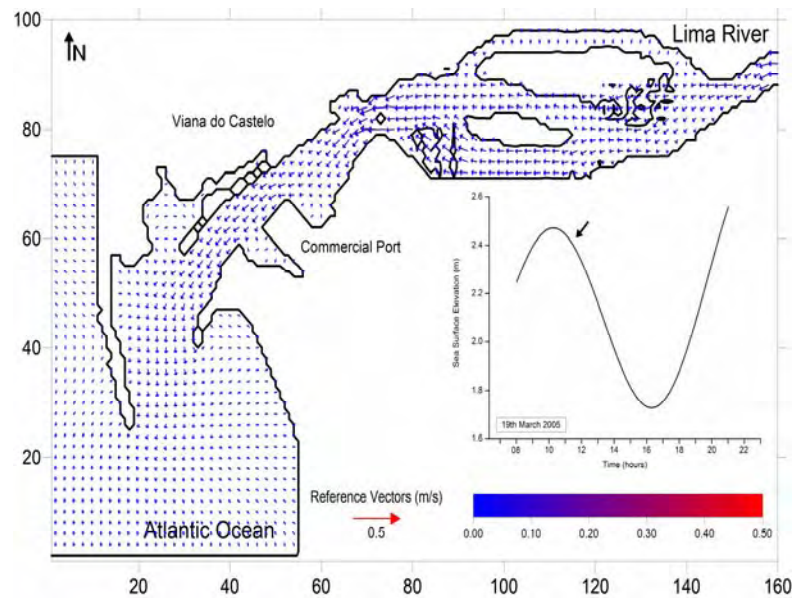 100
80
60
40
20
20 40 60 80 100 120 140 160
N
Lima River
Viana do Castelo
Commercial Port
Atlantic Ocean
Reference Vectors (m/s)
0.5
Sea Surface Elevation (m)
2.6
2.4
2.2
2.0
1.8
1.6
19th March 2005
08 10 12 14 16 18 20 22
Time (hours)
0.00 0.10 0.20 0.30 0.40 0.50